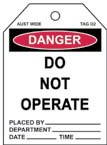 AUST WIDE TAG 02
DANGER
DO
NOT
OPERATE
PLACED BY
DEPARTMENT
DATE TIME